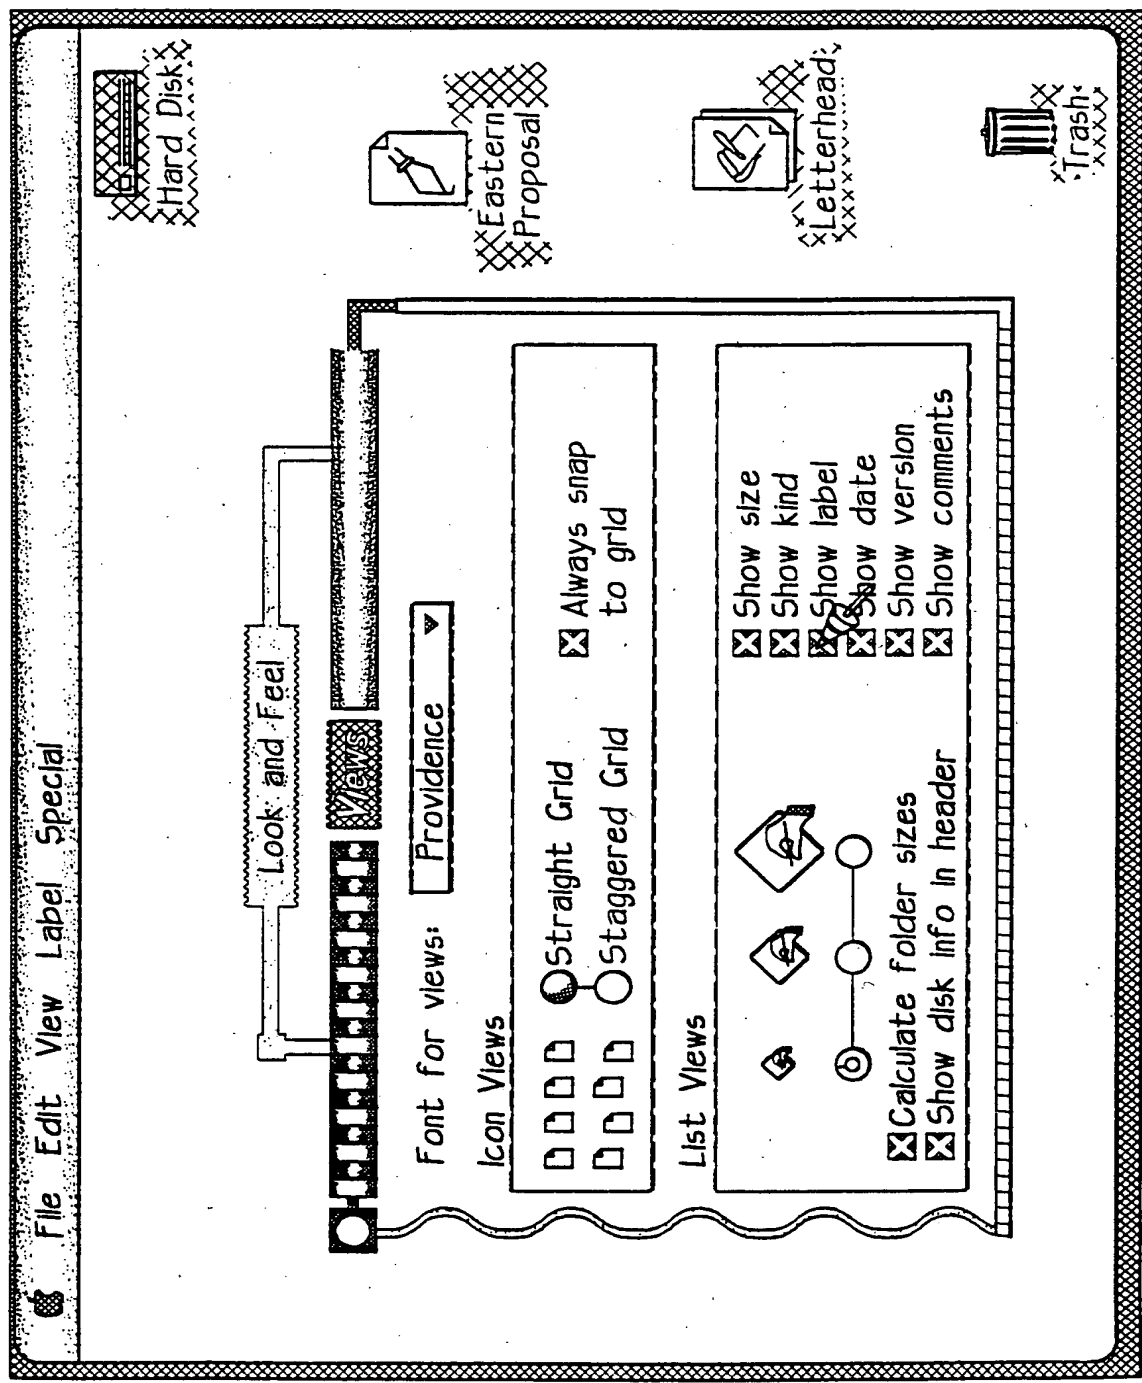 File Edit View Label Special
Hard Disk
Look and Feel
Views
Font for views: Providence
Eastern
Proposal
Icon Views
Straight Grid
Staggered Grid
Always snap
to grid
Letterhead
List Views
Show size
Show kind
Show label
Show date
Show version
Show comments
Calculate folder sizes
Show disk info in header
Trash